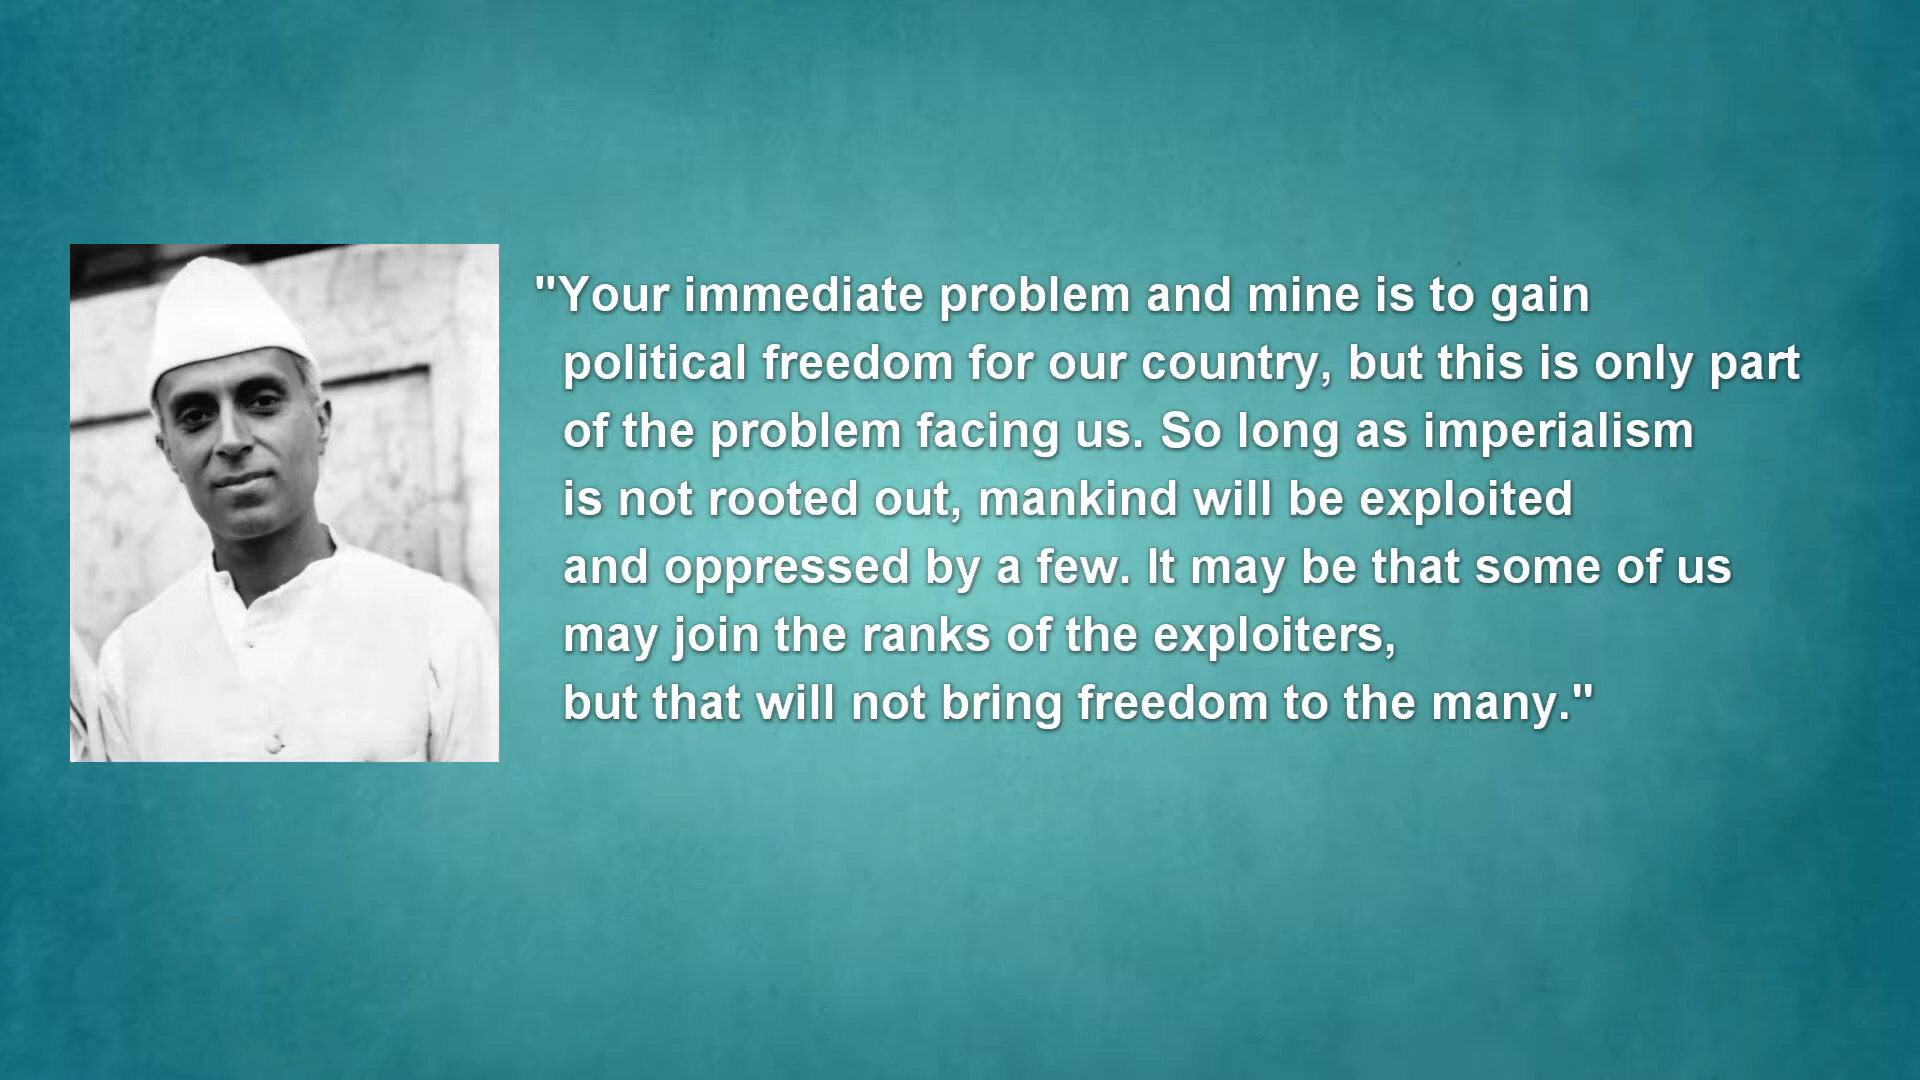 "Your immediate problem and mine is to gain
political freedom for our country, but this is only part
of the problem facing us. So long as imperialism
is not rooted out, mankind will be exploited
and oppressed by a few. It may be that some of us
may join the ranks of the exploiters,
but that will not bring freedom to the many."